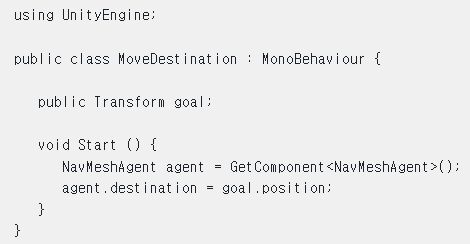 using UnityEngine;
public class MoveDestination : MonoBehaviour {
public Transform goal;
void Start () {
NavMeshAgent agent = GetComponent<NavMeshAgent>();
agent.destination = goal.position;
}
}